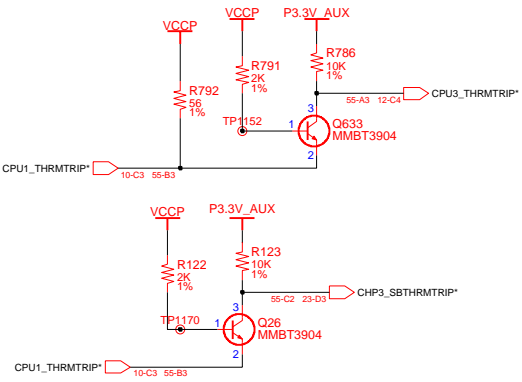 VCCP
VCCP
P3.3V_AUX
R792
56
1%
R791
2K
1%
R786
10K
1%
55-A3 12-C4
CPU3_THRMTRIP*
TP1152
1
3
2
Q633
MMBT3904
CPU1_THRMTRIP*
10-C3 55-B3
VCCP
P3.3V_AUX
R122
2K
1%
R123
10K
1%
55-C2 23-D3
CHP3_SBTHRMTRIP*
TP1170
1
3
2
Q26
MMBT3904
CPU1_THRMTRIP*
10-C3 55-B3